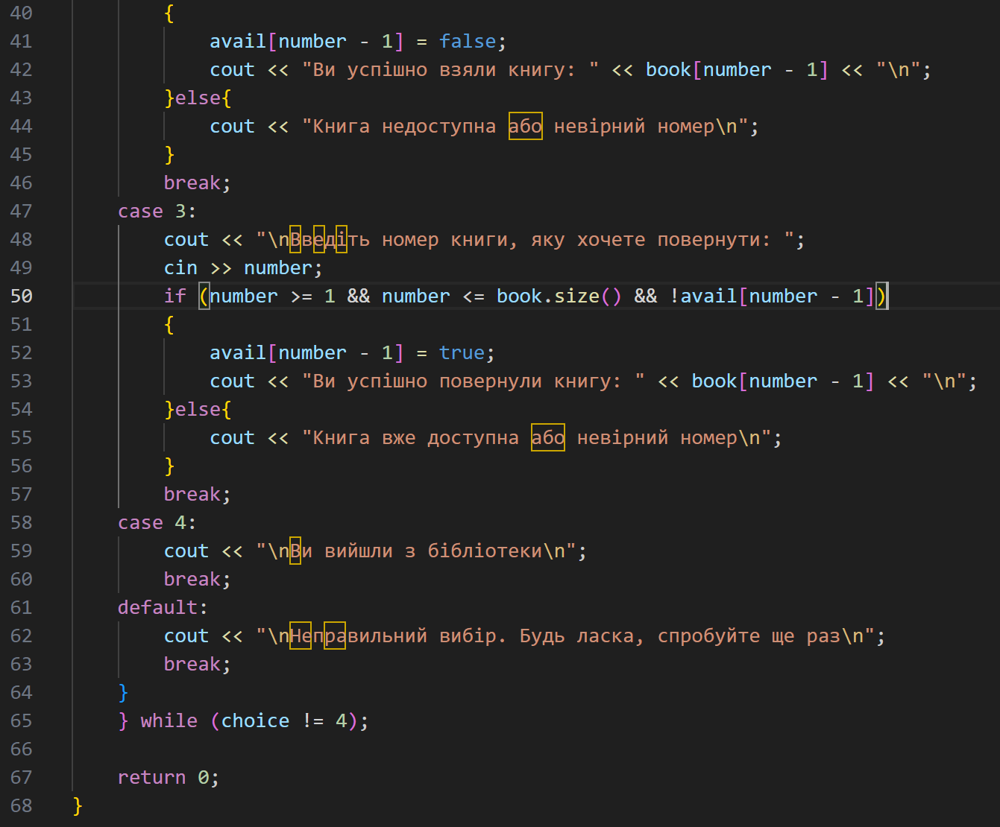 40 {
41 avail[number - 1] = false;
42 cout << "Ви успішно взяли книгу: " << book[number - 1] << "\n";
43 }else{
44 cout << "Книга недоступна або невірний номер\n";
45 }
46 break;
47 case 3:
48 cout << "\nВведіть номер книги, яку хочете повернути: ";
49 cin >> number;
50 if (number >= 1 && number <= book.size() && !avail[number - 1])
51 {
52 avail[number - 1] = true;
53 cout << "Ви успішно повернули книгу: " << book[number - 1] << "\n";
54 }else{
55 cout << "Книга вже доступна або невірний номер\n";
56 }
57 break;
58 case 4:
59 cout << "\nВи вийшли з бібліотеки\n";
60 break;
61 default:
62 cout << "\nНеправильний вибір. Будь ласка, спробуйте ще раз\n";
63 break;
64 }
65 } while (choice != 4);
66
67 return 0;
68 }